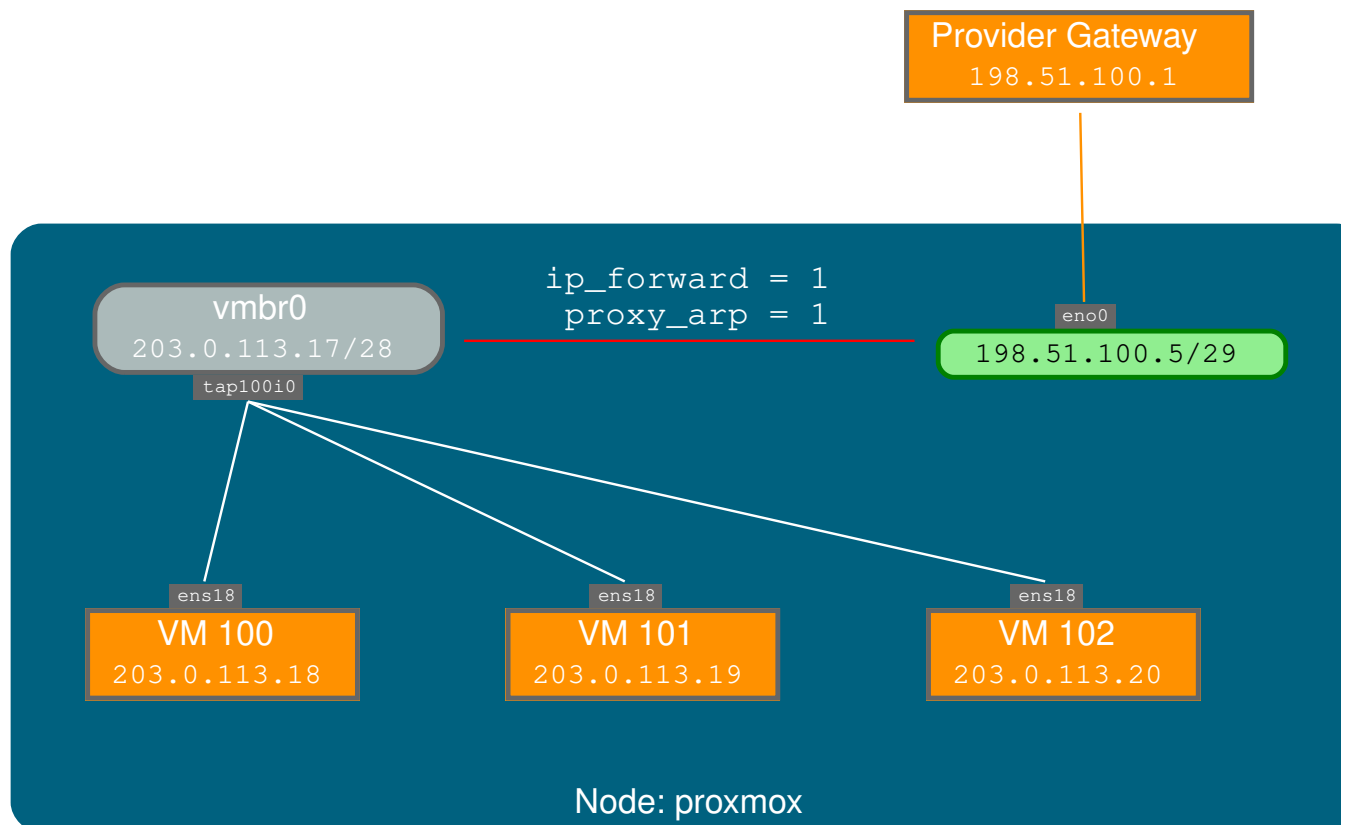 Provider Gateway
198.51.100.1
ip_forward = 1
proxy_arp = 1
vmbr0
203.0.113.17/28
tap100i0
eno0
198.51.100.5/29
ens18
VM 100
203.0.113.18
ens18
VM 101
203.0.113.19
ens18
VM 102
203.0.113.20
Node: proxmox